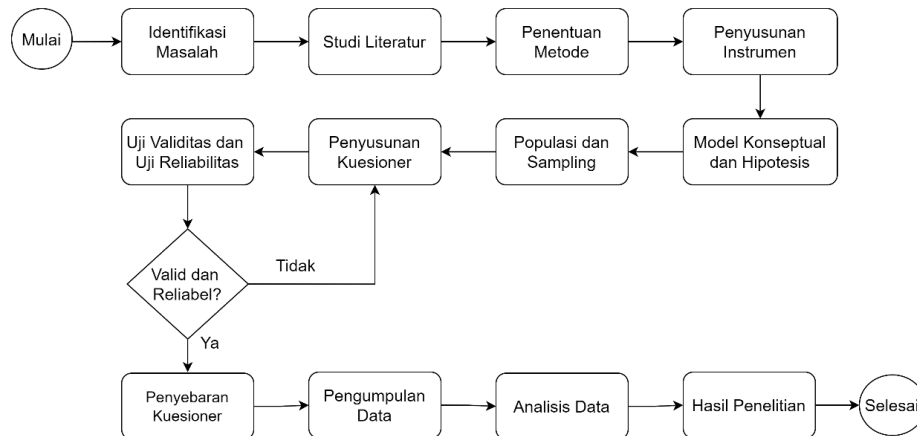 Mulai
Identifikasi
Masalah
Studi Literatur
Penentuan
Metode
Penyusunan
Instrumen
Model Konseptual
dan Hipotesis
Populasi dan
Sampling
Penyusunan
Kuesioner
Uji Validitas dan
Uji Reliabilitas
Valid dan
Reliabel?
Tidak
Ya
Penyebaran
Kuesioner
Pengumpulan
Data
Analisis Data
Hasil Penelitian
Selesai